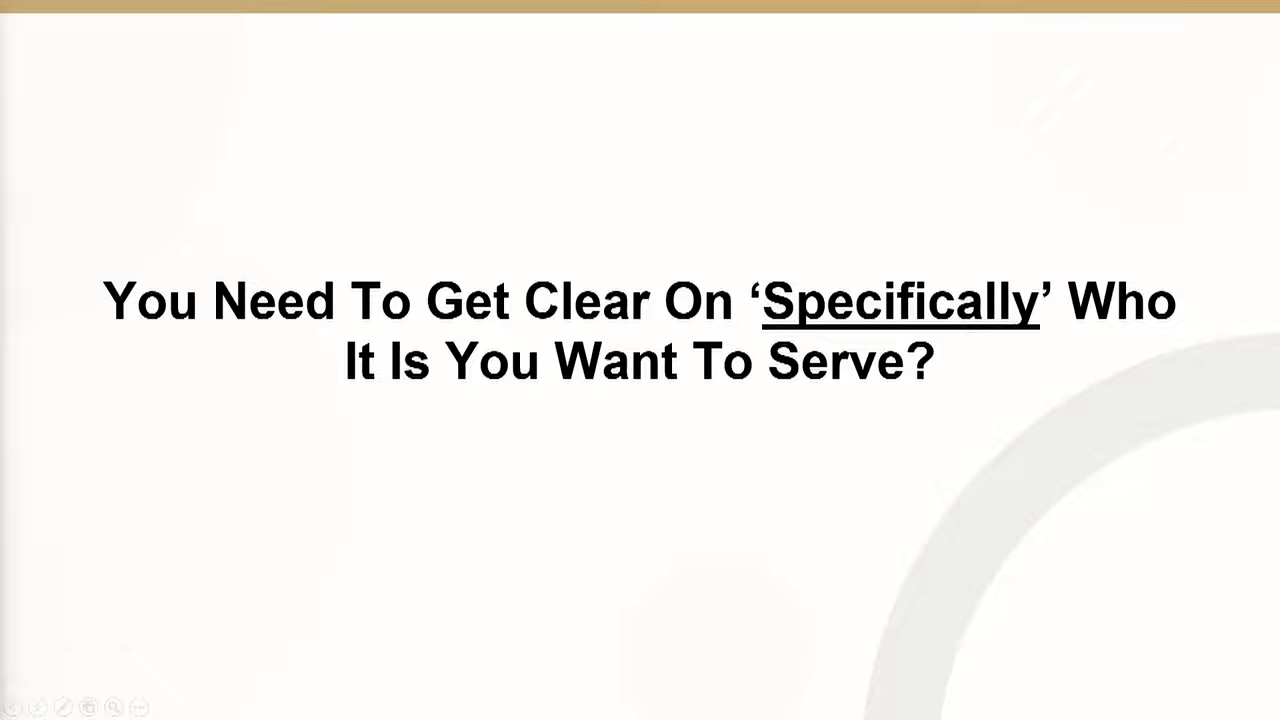 You Need To Get Clear On ‘Specifically’ Who
It Is You Want To Serve?